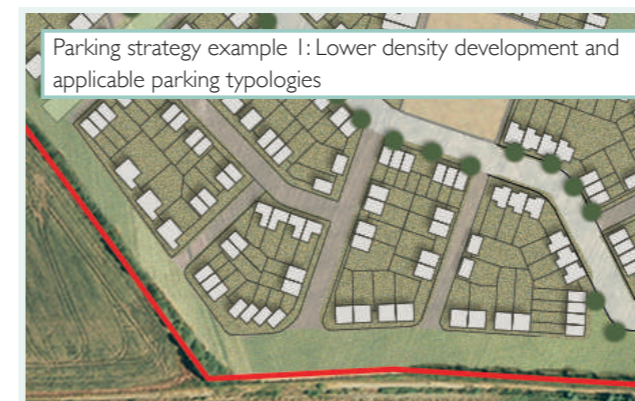 Parking strategy example 1: Lower density development and
applicable parking typologies